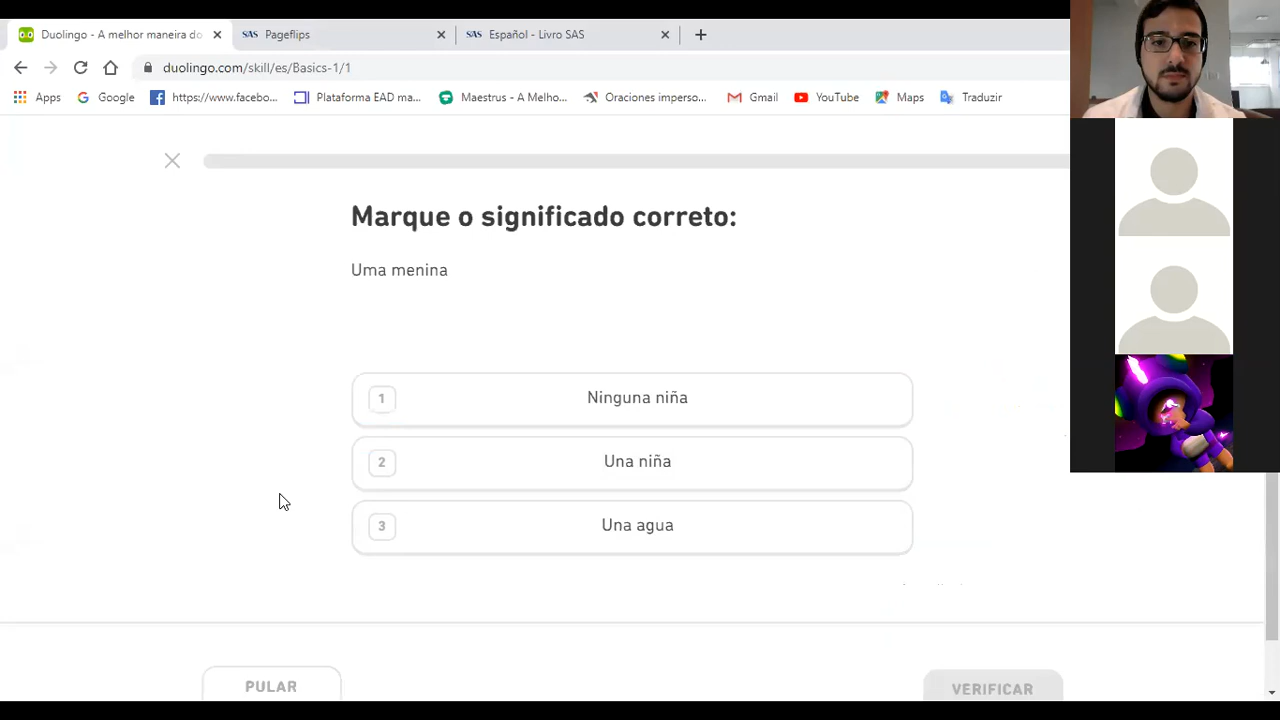 Duolingo - A melhor maneira do
SAS Pageflips
SAS Español - Livro SAS
duolingo.com/skill/es/Basics-1/1
Apps
Google
https://www.facebo...
Plataforma EAD ma...
Maestrus - A Melho...
Oraciones imperso...
Gmail
YouTube
Maps
Traduzir
Marque o significado correto:
Uma menina
1 Ninguna niña
2 Una niña
3 Una agua
PULAR
VERIFICAR